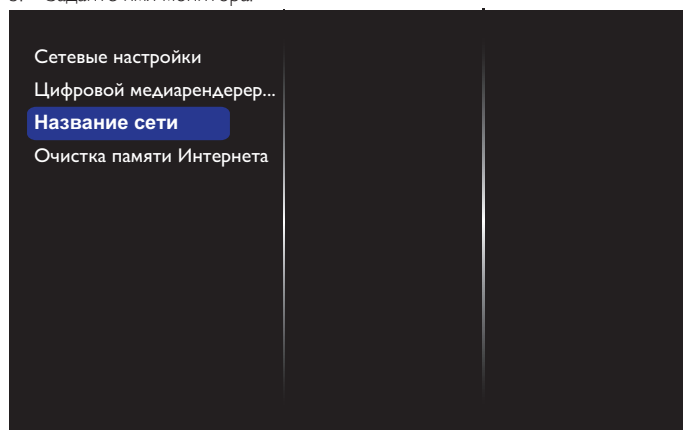 Сетевые настройки
Цифровой медиарендерер...
Название сети
Очистка памяти Интернета